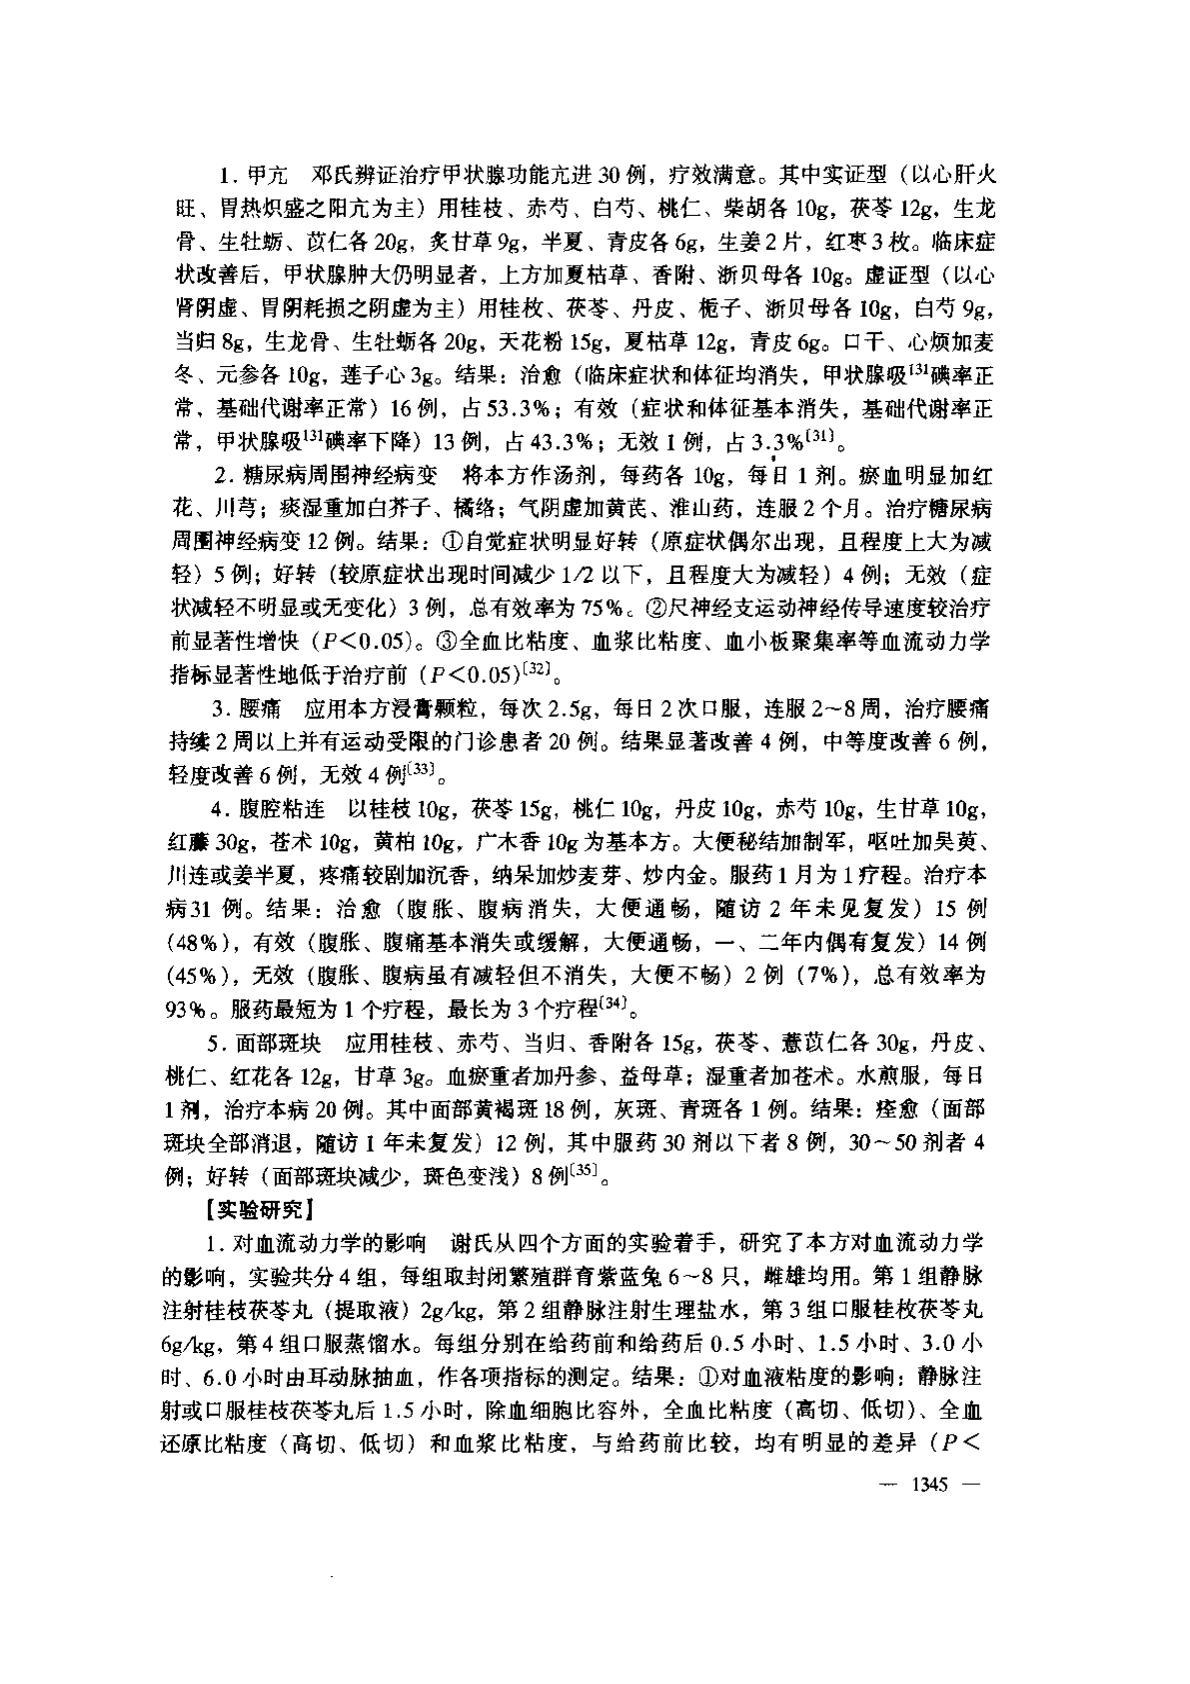 1. 甲亢　邓氏辨证治疗甲状腺功能亢进 30 例，疗效满意。其中实证型（以心肝火
旺、胃热炽盛之阳亢为主）用桂枝、赤芍、白芍、桃仁、柴胡各 10g，茯苓 12g，生龙
骨、生牡蛎、苡仁各 20g，炙甘草 9g，半夏、青皮各 6g，生姜 2 片，红枣 3 枚。临床症
状改善后，甲状腺肿大仍明显者，上方加夏枯草、香附、浙贝母各 10g。虚证型（以心
肾阴虚、胃阴耗损之阴虚为主）用桂枚、茯苓、丹皮、栀子、浙贝母各 10g，白芍 9g，
当归 8g，生龙骨、生牡蛎各 20g，天花粉 15g，夏枯草 12g，青皮 6g。口干、心烦加麦
冬、元参各 10g，莲子心 3g。结果：治愈（临床症状和体征均消失，甲状腺吸¹³¹碘率正
常，基础代谢率正常）16 例，占 53.3%；有效（症状和体征基本消失，基础代谢率正
常，甲状腺吸¹³¹碘率下降）13 例，占 43.3%；无效 1 例，占 3.3%〔31〕。
2. 糖尿病周围神经病变　将本方作汤剂，每药各 10g，每日 1 剂。瘀血明显加红
花、川芎；痰湿重加白芥子、橘络；气阴虚加黄芪、淮山药，连服 2 个月。治疗糖尿病
周围神经病变 12 例。结果：①自觉症状明显好转（原症状偶尔出现，且程度上大为减
轻）5 例；好转（较原症状出现时间减少 1/2 以下，且程度大为减轻）4 例；无效（症
状减轻不明显或无变化）3 例，总有效率为 75%。②尺神经支运动神经传导速度较治疗
前显著性增快（P＜0.05）。③全血比粘度、血浆比粘度、血小板聚集率等血流动力学
指标显著性地低于治疗前（P＜0.05）〔32〕。
3. 腰痛　应用本方浸膏颗粒，每次 2.5g，每日 2 次口服，连服 2～8 周，治疗腰痛
持续 2 周以上并有运动受限的门诊患者 20 例。结果显著改善 4 例，中等度改善 6 例，
轻度改善 6 例，无效 4 例〔33〕。
4. 腹腔粘连　以桂枝 10g，茯苓 15g，桃仁 10g，丹皮 10g，赤芍 10g，生甘草 10g，
红藤 30g，苍术 10g，黄柏 10g，广木香 10g 为基本方。大便秘结加制军，呕吐加吴萸、
川连或姜半夏，疼痛较剧加沉香，纳呆加炒麦芽、炒内金。服药 1 月为 1 疗程。治疗本
病 31 例。结果：治愈（腹胀、腹病消失，大便通畅，随访 2 年未见复发）15 例
（48%），有效（腹胀、腹痛基本消失或缓解，大便通畅，一、二年内偶有复发）14 例
（45%），无效（腹胀、腹病虽有减轻但不消失，大便不畅）2 例（7%），总有效率为
93%。服药最短为 1 个疗程，最长为 3 个疗程〔34〕。
5. 面部斑块　应用桂枝、赤芍、当归、香附各 15g，茯苓、薏苡仁各 30g，丹皮、
桃仁、红花各 12g，甘草 3g。血瘀重者加丹参、益母草；湿重者加苍术。水煎服，每日
1 剂，治疗本病 20 例。其中面部黄褐斑 18 例，灰斑、青斑各 1 例。结果：痊愈（面部
斑块全部消退，随访 1 年未复发）12 例，其中服药 30 剂以下者 8 例，30～50 剂者 4
例；好转（面部斑块减少，斑色变浅）8 例〔35〕。
【实验研究】
1. 对血流动力学的影响　谢氏从四个方面的实验着手，研究了本方对血流动力学
的影响，实验共分 4 组，每组取封闭繁殖群育紫蓝兔 6～8 只，雌雄均用。第 1 组静脉
注射桂枝茯苓丸（提取液）2g/kg，第 2 组静脉注射生理盐水，第 3 组口服桂枚茯苓丸
6g/kg，第 4 组口服蒸馏水。每组分别在给药前和给药后 0.5 小时、1.5 小时、3.0 小
时、6.0 小时由耳动脉抽血，作各项指标的测定。结果：①对血液粘度的影响：静脉注
射或口服桂枝茯苓丸后 1.5 小时，除血细胞比容外，全血比粘度（高切、低切）、全血
还原比粘度（高切、低切）和血浆比粘度，与给药前比较，均有明显的差异（P＜
— 1345 —